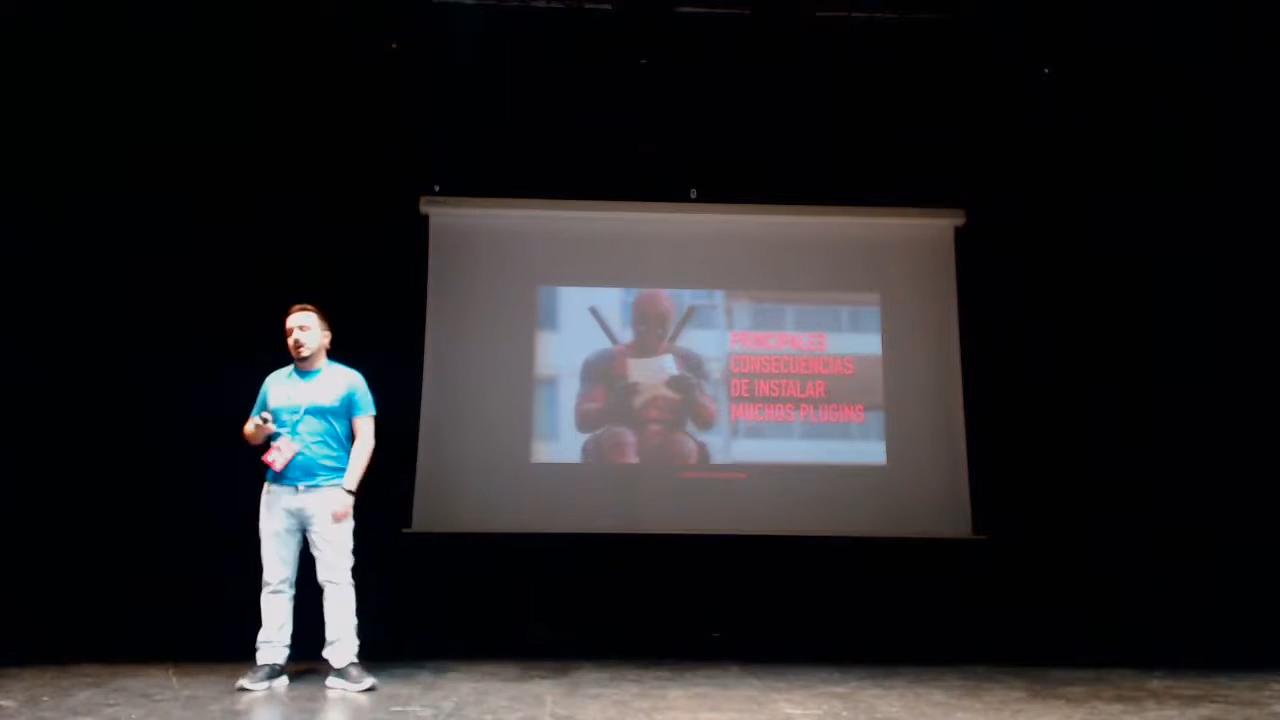 PRINCIPALES
CONSECUENCIAS
DE INSTALAR
MUCHOS PLUGINS